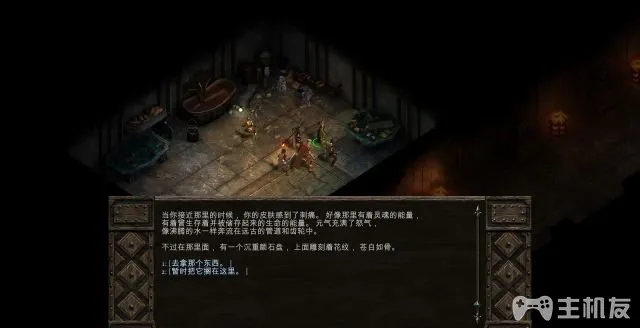 当你接近那里的时候，你的皮肤感到了刺痛。好像那里有着灵魂的能量，
有着曾生存着并被储存起来的生命的能量。元气充满了怒气，
像沸腾的水一样奔流在远古的管道和齿轮中。
不过在那里面，有一个沉重颤石盘，上面雕刻着花纹，苍白如骨。
1: [去拿那个东西。]
2: [暂时把它搁在这里。]
主机友